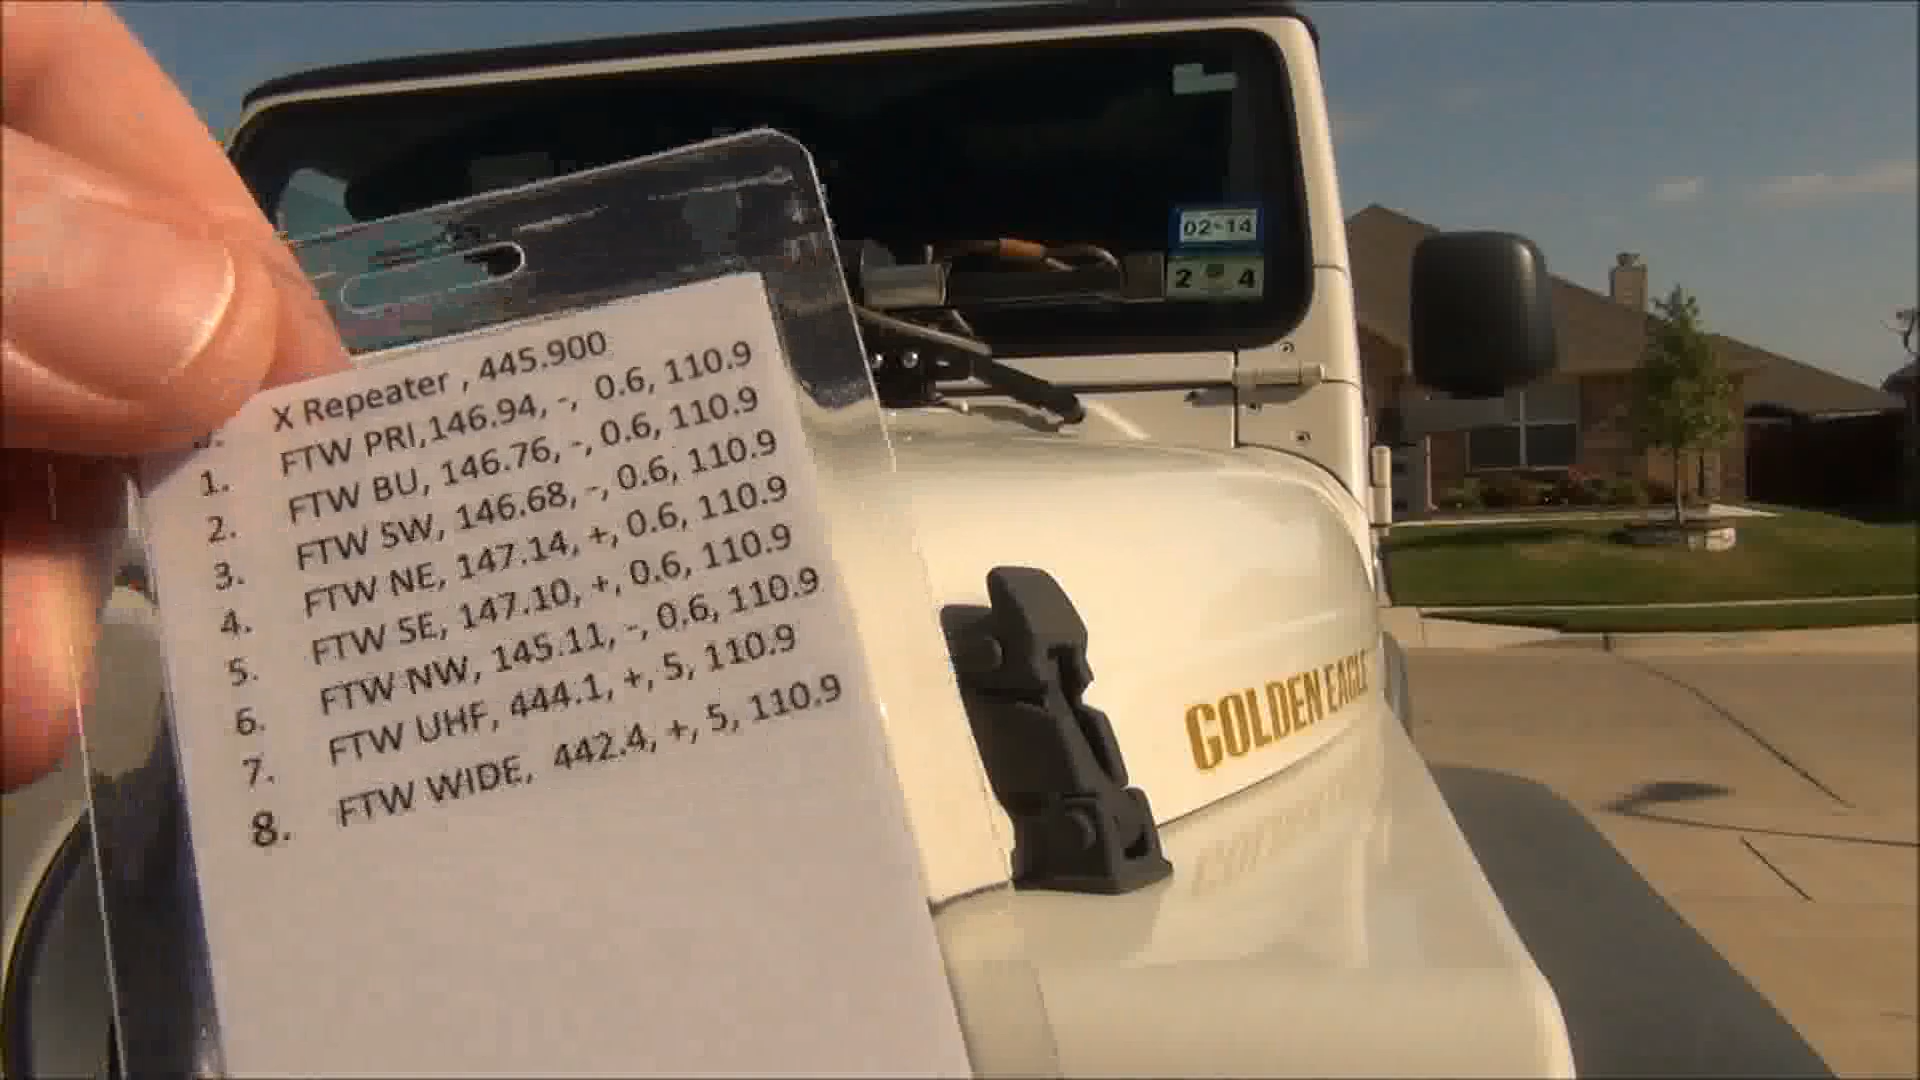 X Repeater , 445.900
1. FTW PRI,146.94, -, 0.6, 110.9
2. FTW BU, 146.76, -, 0.6, 110.9
3. FTW SW, 146.68, -, 0.6, 110.9
4. FTW NE, 147.14, +, 0.6, 110.9
5. FTW SE, 147.10, +, 0.6, 110.9
6. FTW NW, 145.11, -, 0.6, 110.9
7. FTW UHF, 444.1, +, 5, 110.9
8. FTW WIDE, 442.4, +, 5, 110.9
02-14
2 4
GOLDEN EAGLE